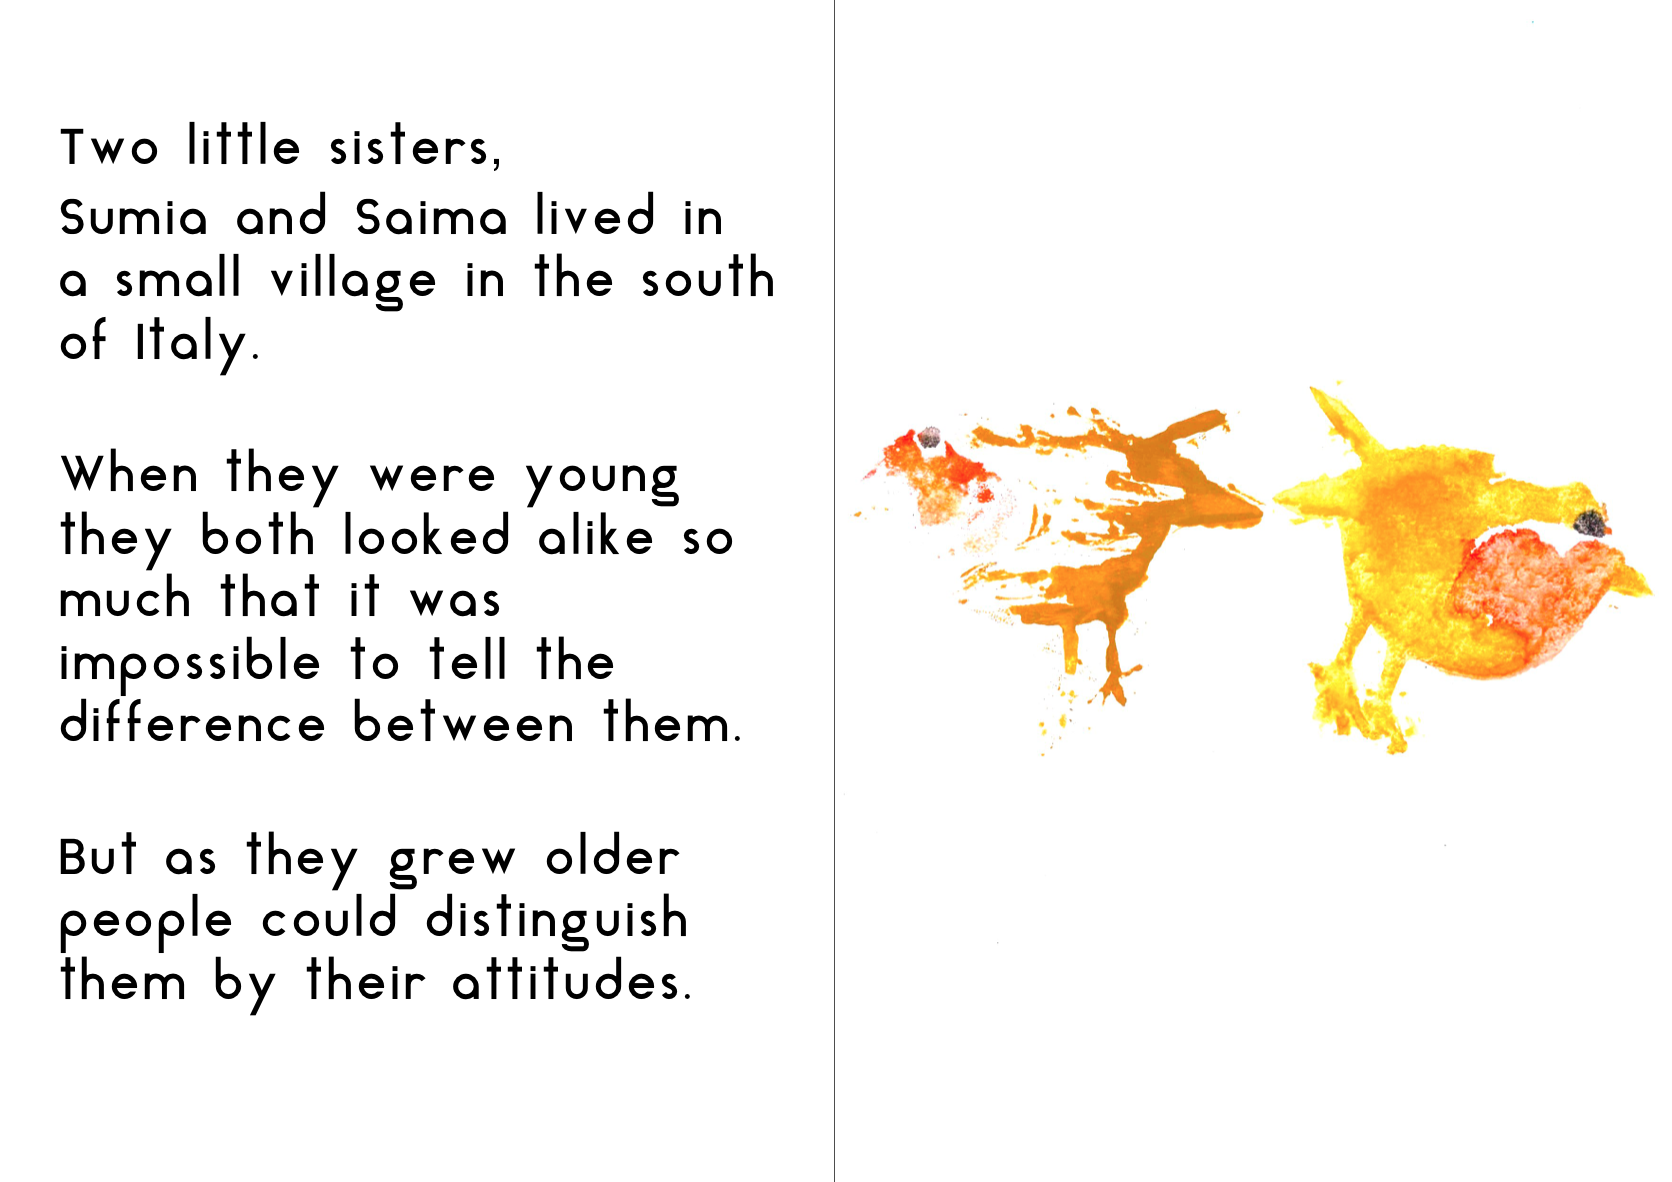 Two little sisters,
Sumia and Saima lived in
a small village in the south
of Italy.
When they were young
they both looked alike so
much that it was
impossible to tell the
difference between them.
But as they grew older
people could distinguish
them by their attitudes.